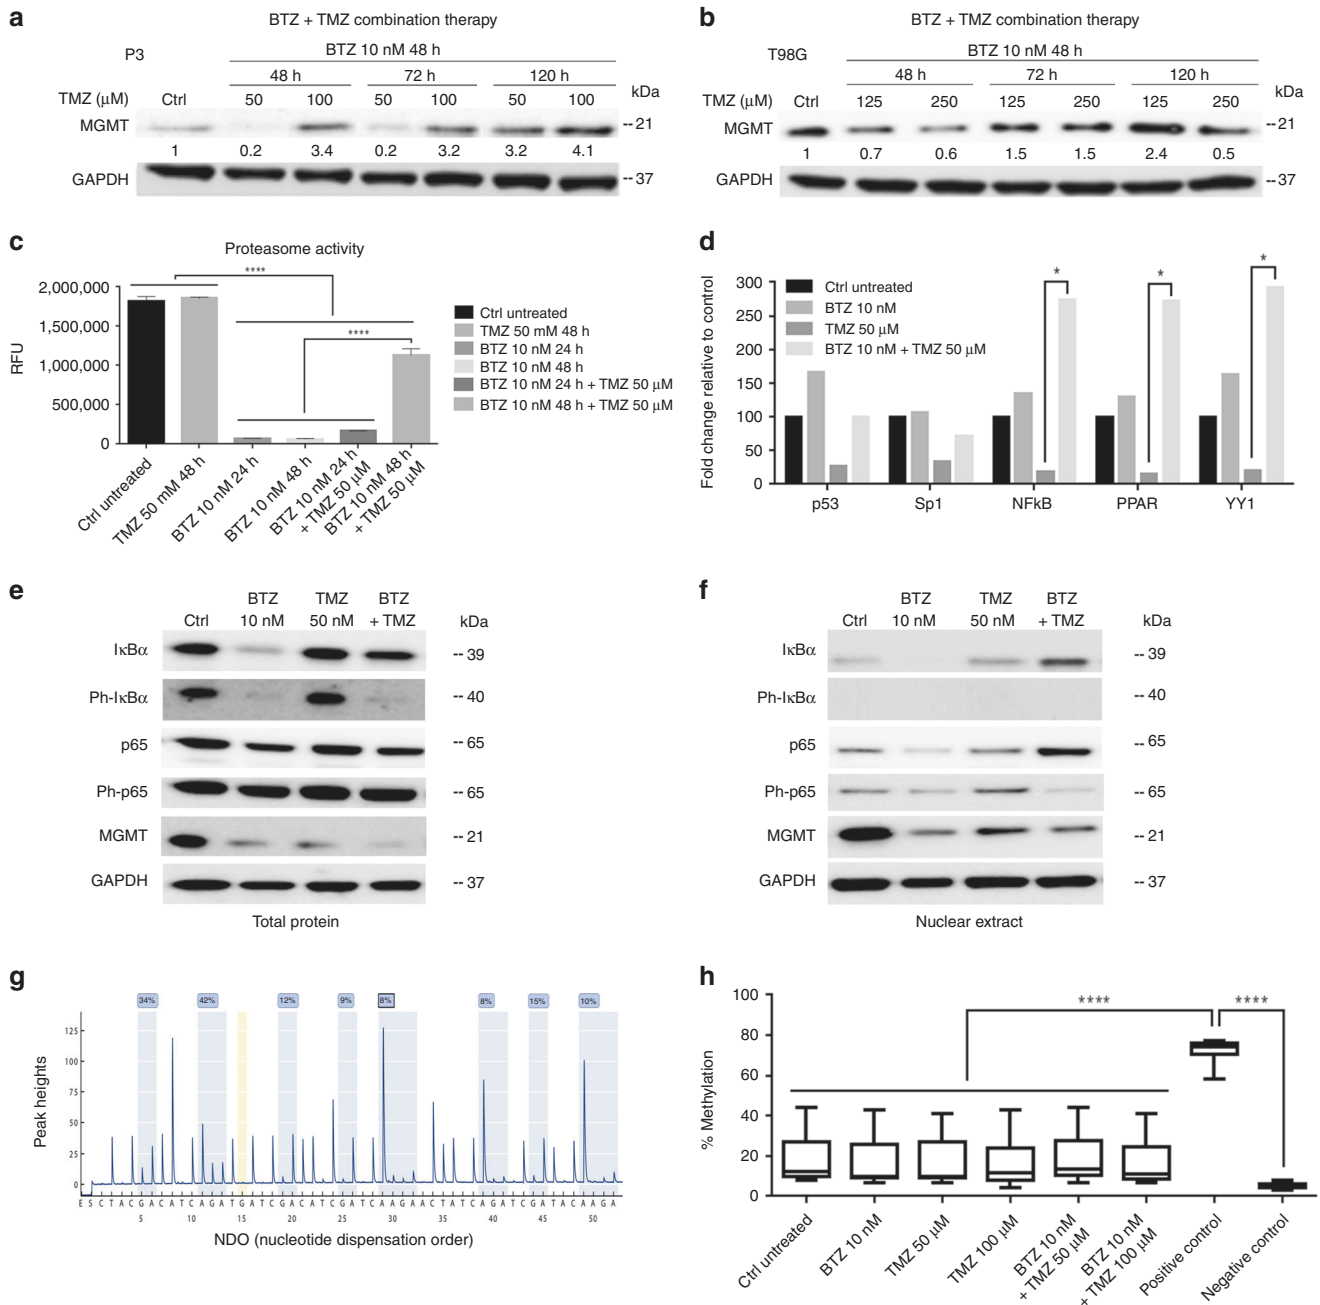 a
BTZ + TMZ combination therapy
P3
BTZ 10 nM 48 h
48 h 72 h 120 h
TMZ (μM) Ctrl 50 100 50 100 50 100 kDa
MGMT --21
1 0.2 3.4 0.2 3.2 3.2 4.1
GAPDH --37
b
BTZ + TMZ combination therapy
T98G
BTZ 10 nM 48 h
48 h 72 h 120 h
TMZ (μM) Ctrl 125 250 125 250 125 250 kDa
MGMT --21
1 0.7 0.6 1.5 1.5 2.4 0.5
GAPDH --37
c
Proteasome activity
****
****
RFU
2,000,000
1,500,000
1,000,000
500,000
0
Ctrl untreated
TMZ 50 mM 48 h
BTZ 10 nM 24 h
BTZ 10 nM 48 h
BTZ 10 nM 24 h
+ TMZ 50 μM
BTZ 10 nM 48 h
+ TMZ 50 μM
Ctrl untreated
TMZ 50 mM 48 h
BTZ 10 nM 24 h
BTZ 10 nM 48 h
BTZ 10 nM 24 h + TMZ 50 μM
BTZ 10 nM 48 h + TMZ 50 μM
d
Fold change relative to control
300
250
200
150
100
50
0
Ctrl untreated
BTZ 10 nM
TMZ 50 μM
BTZ 10 nM + TMZ 50 μM
* * *
p53 Sp1 NFkB PPAR YY1
e
Ctrl BTZ 10 nM TMZ 50 nM BTZ + TMZ kDa
IκBα -- 39
Ph-IκBα -- 40
p65 -- 65
Ph-p65 -- 65
MGMT -- 21
GAPDH -- 37
Total protein
f
Ctrl BTZ 10 nM TMZ 50 nM BTZ + TMZ kDa
IκBα -- 39
Ph-IκBα -- 40
p65 -- 65
Ph-p65 -- 65
MGMT -- 21
GAPDH -- 37
Nuclear extract
g
34% 42% 12% 9% 8% 8% 15% 10%
Peak heights
125
100
75
50
25
0
E S C T A C G A C A T C A G A T G A T C G A T C A T C G A T C A A G A A C T A T C A G A T C G A T A C A A G A
5 10 15 20 25 30 35 40 45 50
NDO (nucleotide dispensation order)
h
% Methylation
100
80
60
40
20
0
**** ****
Ctrl untreated
BTZ 10 nM
TMZ 50 μM
TMZ 100 μM
BTZ 10 nM
+ TMZ 50 μM
BTZ 10 nM
+ TMZ 100 μM
Positive control
Negative control